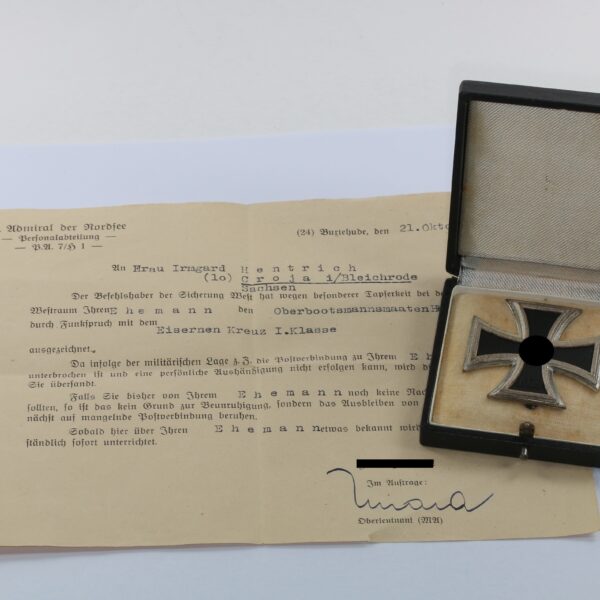 Admiral der Nordsee
— Personalabteilung —
— P.A. 7/H 1 —
(24) Buxtehude, den 21. Okto
An Frau Irmgard Hentrich
(10) Croja i/Bleichrode
Sachsen
Der Befehlshaber der Sicherung West hat wegen besonderer Tapferkeit bei de
Westraum Ihren Ehemann den Oberbootsmannsmaaten
durch Funkspruch mit dem
Eisernen Kreuz I.Klasse
ausgezeichnet.
Da infolge der militärischen Lage z.Z. die Postverbindung zu Ihrem Eh
unterbrochen ist und eine persönliche Aushändigung nicht erfolgen kann, wird d
Sie übersandt.
Falls Sie bisher von Ihrem Ehemann noch keine Nac
sollten, so ist das kein Grund zur Beunruhigung, sondern das Ausbleiben von
nächst auf mangelnde Postverbindung beruhen.
Sobald hier über Ihren Ehemann etwas bekannt wird
ständlich sofort unterrichtet.
Im Auftrage:
Oberleutnant (MA)